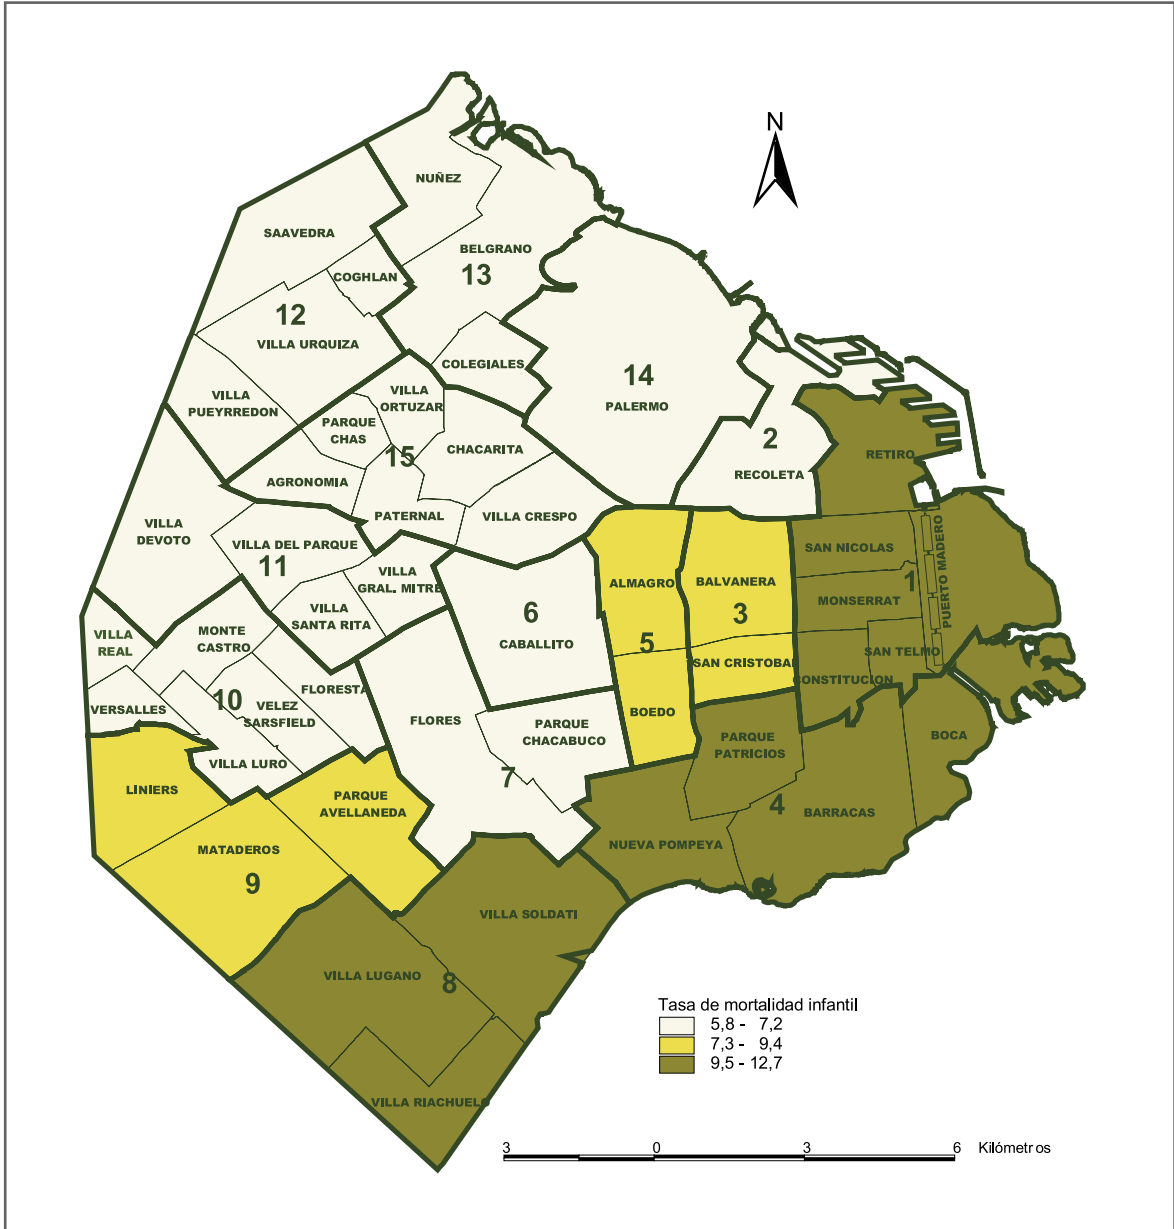 N
NUÑEZ
SAAVEDRA
BELGRANO
13
COGHLAN
12
VILLA URQUIZA
COLEGIALES
14
PALERMO
VILLA
PUEYRREDON
VILLA
ORTUZAR
PARQUE
CHAS
15
CHACARITA
2
RECOLETA
RETIRO
AGRONOMIA
PATERNAL
VILLA CRESPO
VILLA
DEVOTO
VILLA DEL PARQUE
11
VILLA
GRAL. MITRE
VILLA
SANTA RITA
6
CABALLITO
ALMAGRO
5
BOEDO
BALVANERA
3
SAN CRISTOBAL
SAN NICOLAS
1
MONSERRAT
PUERTO MADERO
SAN TELMO
CONSTITUCION
VILLA
REAL
MONTE
CASTRO
VERSALLES
10
FLORESTA
VELEZ
SARSFIELD
VILLA LURO
FLORES
PARQUE
CHACABUCO
7
PARQUE
PATRICIOS
4
BARRACAS
BOCA
NUEVA POMPEYA
LINIERS
PARQUE
AVELLANEDA
MATADEROS
9
VILLA SOLDATI
VILLA LUGANO
8
VILLA RIACHUELO
Tasa de mortalidad infantil
5,8 - 7,2
7,3 - 9,4
9,5 - 12,7
3 0 3 6 Kilómetros